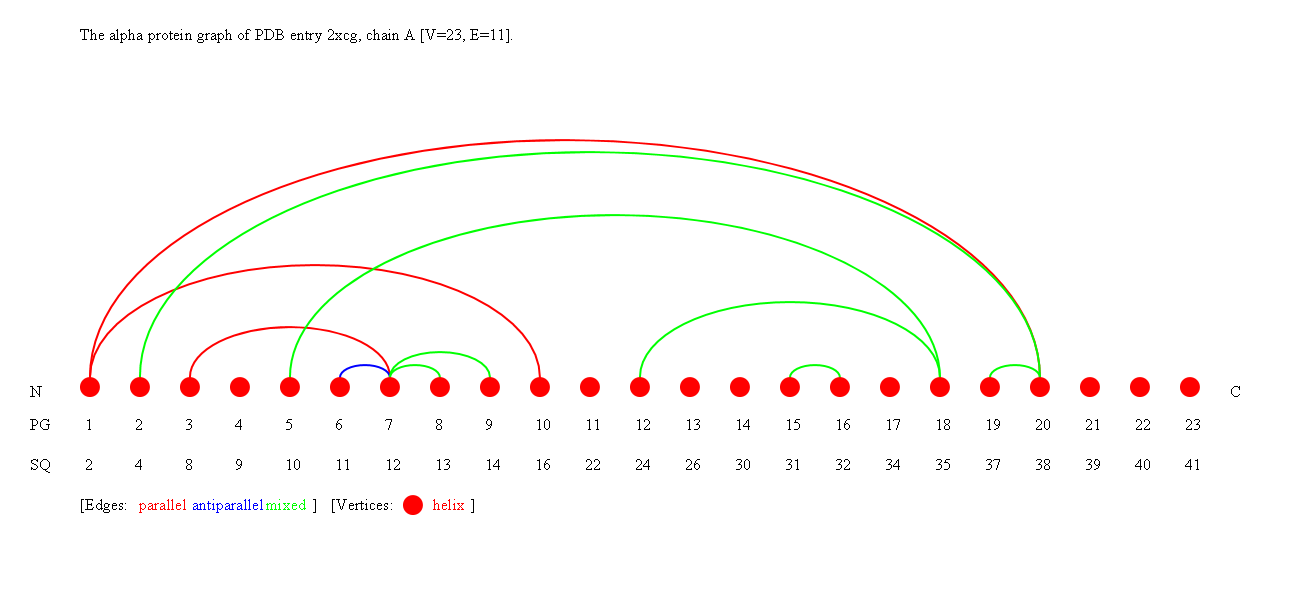 The alpha protein graph of PDB entry 2xcg, chain A [V=23, E=11].
N C
PG 1 2 3 4 5 6 7 8 9 10 11 12 13 14 15 16 17 18 19 20 21 22 23
SQ 2 4 8 9 10 11 12 13 14 16 22 24 26 30 31 32 34 35 37 38 39 40 41
[Edges: parallel antiparallel mixed ] [Vertices: helix ]